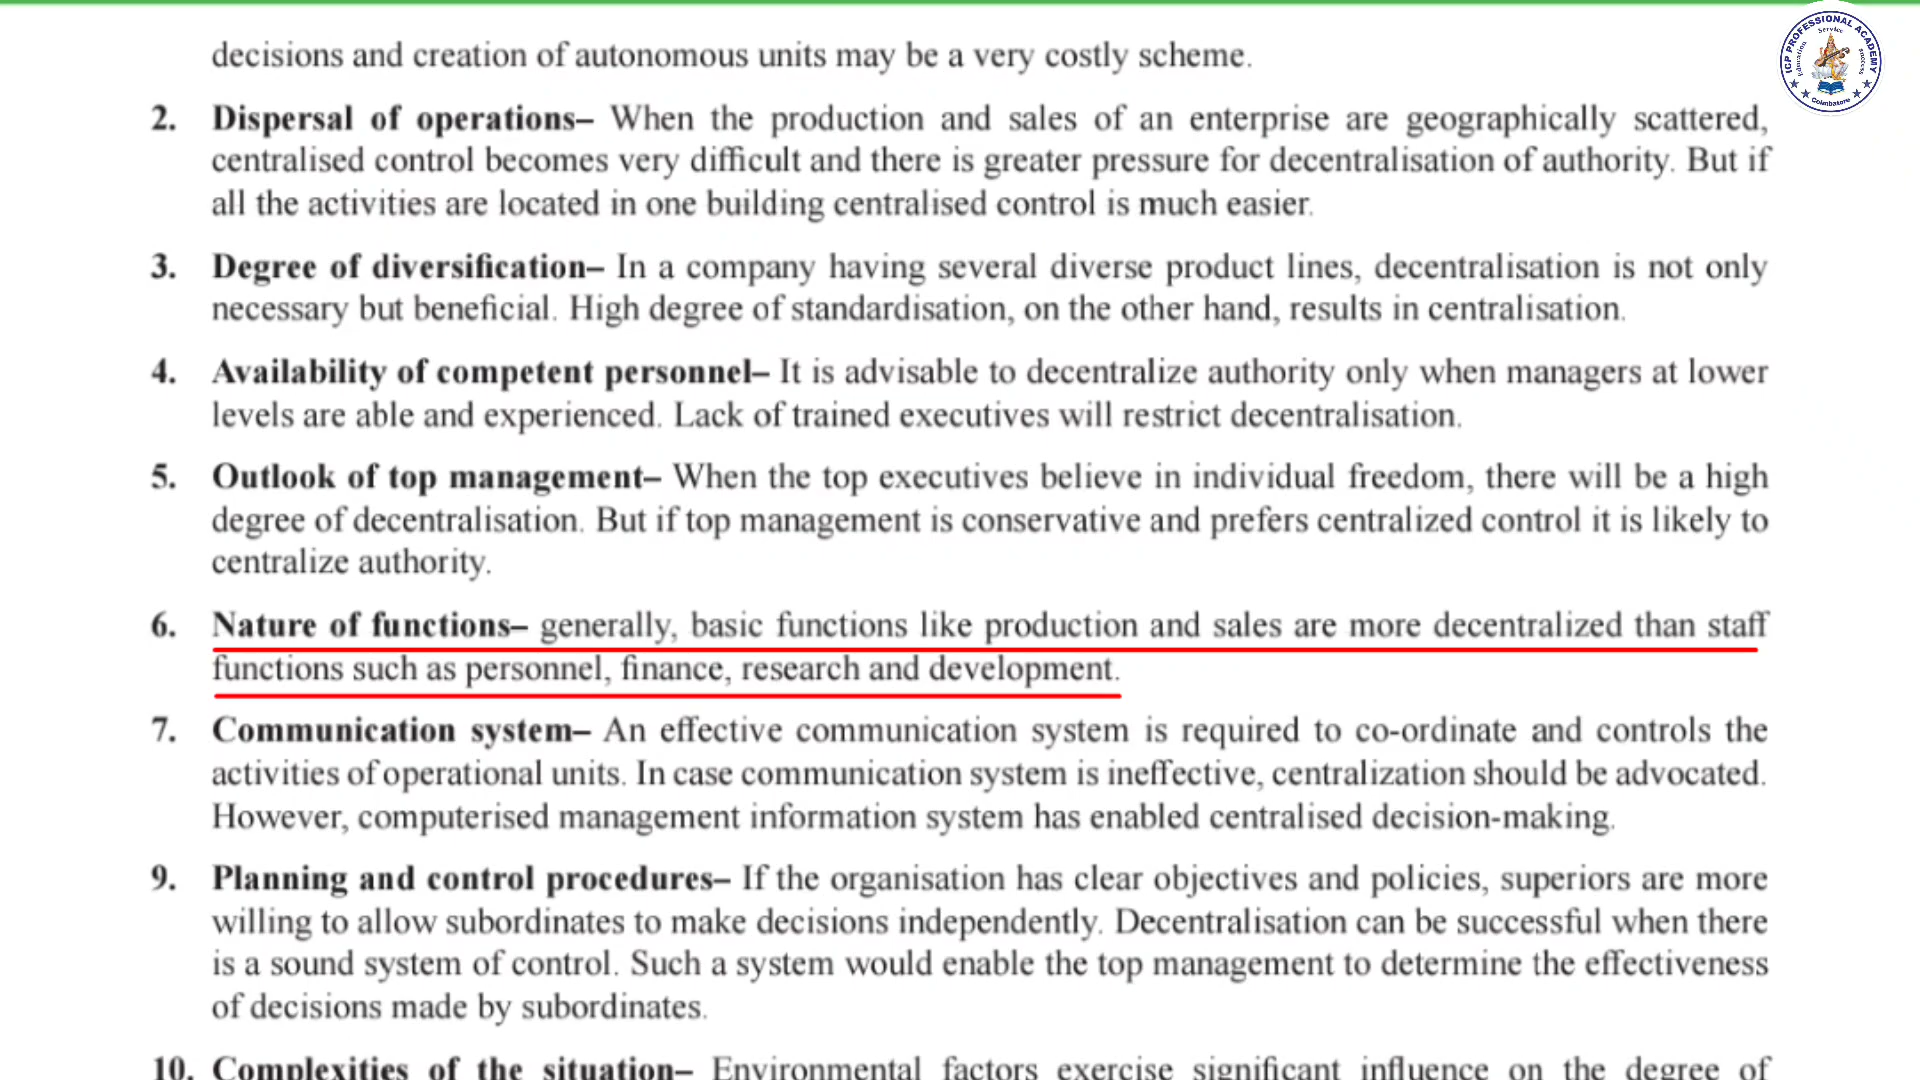 ICP PROFESSIONAL ACADEMY
Service
Education
Success
Coimbatore
decisions and creation of autonomous units may be a very costly scheme.
2. Dispersal of operations– When the production and sales of an enterprise are geographically scattered,
centralised control becomes very difficult and there is greater pressure for decentralisation of authority. But if
all the activities are located in one building centralised control is much easier.
3. Degree of diversification– In a company having several diverse product lines, decentralisation is not only
necessary but beneficial. High degree of standardisation, on the other hand, results in centralisation.
4. Availability of competent personnel– It is advisable to decentralize authority only when managers at lower
levels are able and experienced. Lack of trained executives will restrict decentralisation.
5. Outlook of top management– When the top executives believe in individual freedom, there will be a high
degree of decentralisation. But if top management is conservative and prefers centralized control it is likely to
centralize authority.
6. Nature of functions– generally, basic functions like production and sales are more decentralized than staff
functions such as personnel, finance, research and development.
7. Communication system– An effective communication system is required to co-ordinate and controls the
activities of operational units. In case communication system is ineffective, centralization should be advocated.
However, computerised management information system has enabled centralised decision-making.
9. Planning and control procedures– If the organisation has clear objectives and policies, superiors are more
willing to allow subordinates to make decisions independently. Decentralisation can be successful when there
is a sound system of control. Such a system would enable the top management to determine the effectiveness
of decisions made by subordinates.
10. Complexities of the situation– Environmental factors exercise significant influence on the degree of